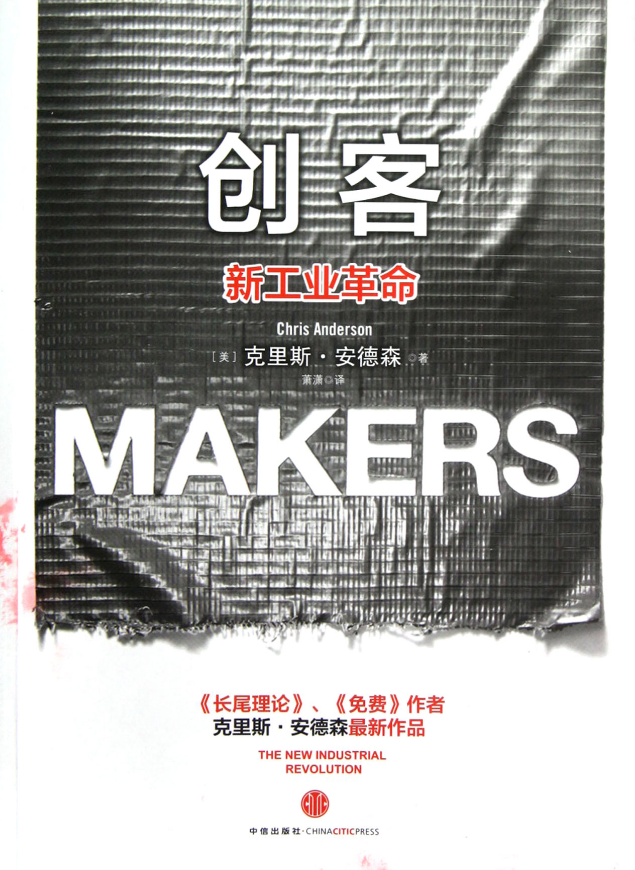 创客
新工业革命
Chris Anderson
［美］克里斯·安德森 ◎著
萧潇◎译
MAKERS
《长尾理论》、《免费》作者
克里斯·安德森最新作品
THE NEW INDUSTRIAL
REVOLUTION
中信出版社·CHINACITICPRESS